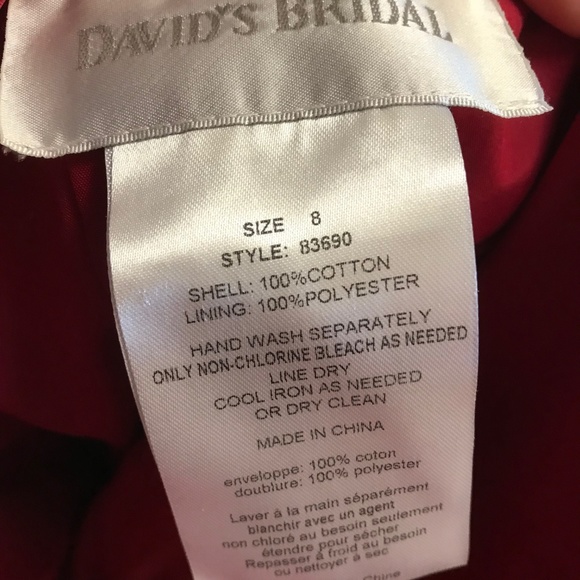 DAVID'S BRIDAL
SIZE 8
STYLE: 83690
SHELL: 100%COTTON
LINING: 100%POLYESTER
HAND WASH SEPARATELY
ONLY NON-CHLORINE BLEACH AS NEEDED
LINE DRY
COOL IRON AS NEEDED
OR DRY CLEAN
MADE IN CHINA
enveloppe: 100% coton
doublure: 100% polyester
Laver à la main séparément
blanchir avec un agent
non chloré au besoin seulement
étendre pour sécher
Repasser à froid au besoin
ou nettoyer à sec
Chine